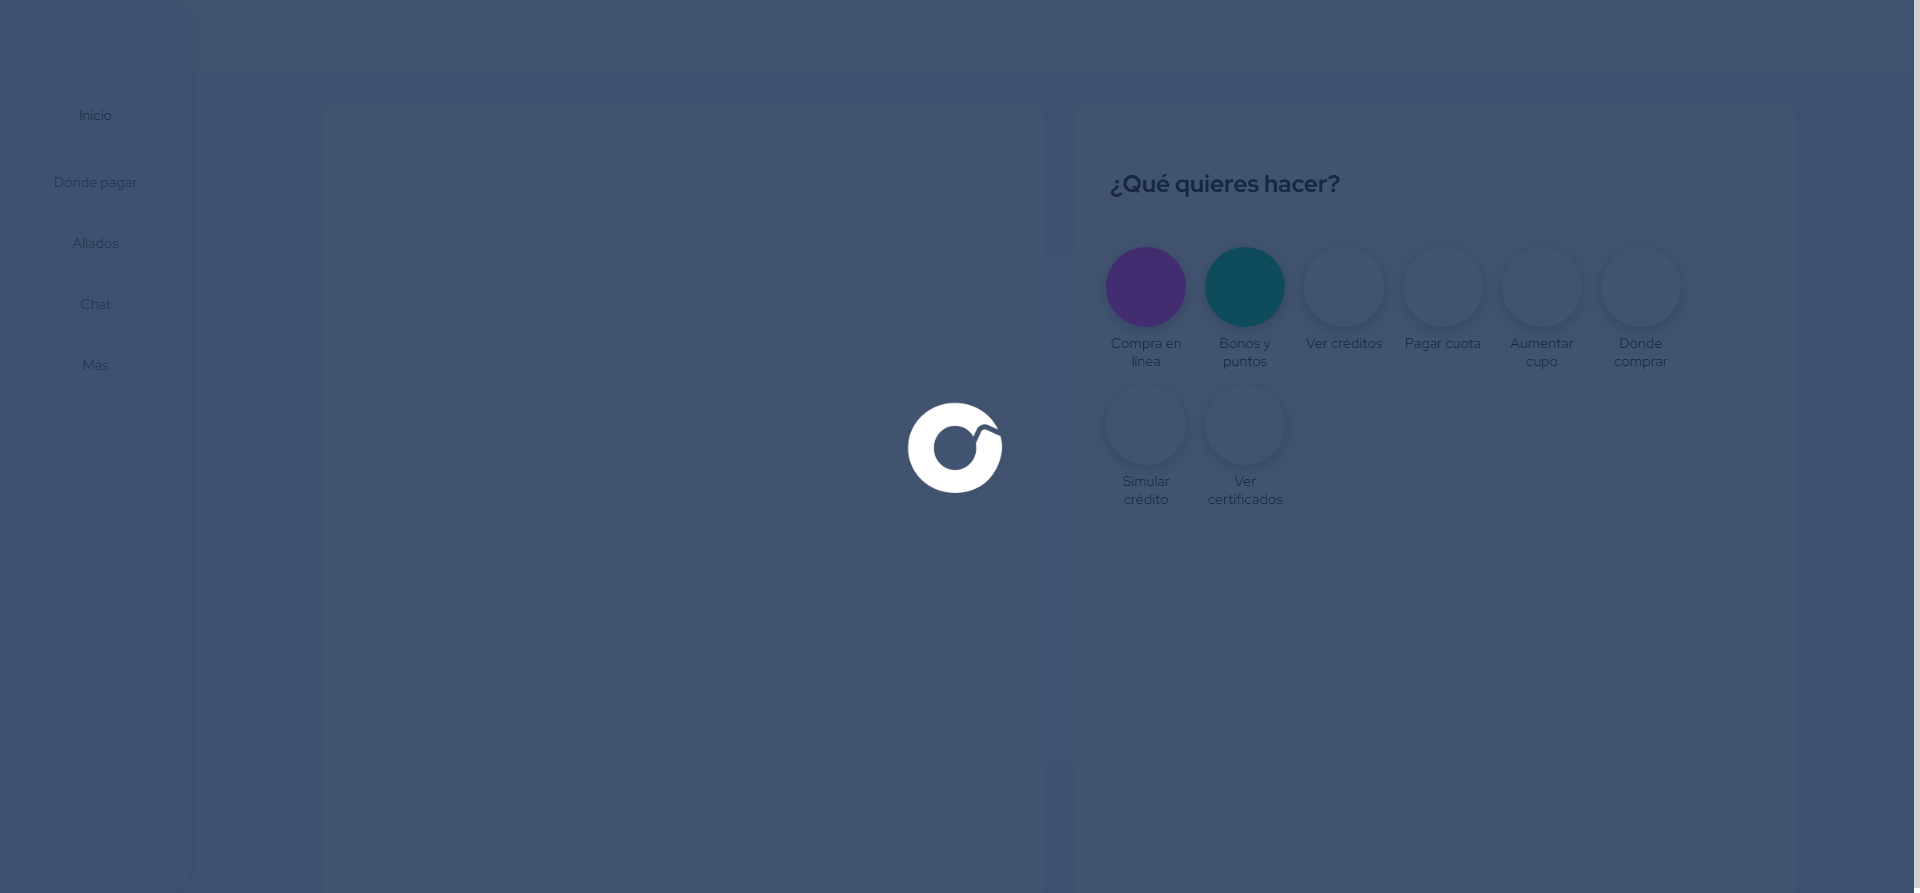 Inicio
Dónde pagar
Aliados
Chat
Más
¿Qué quieres hacer?
Compra en
línea
Bonos y
puntos
Ver créditos
Pagar cuota
Aumentar
cupo
Dónde
comprar
Simular
crédito
Ver
certificados